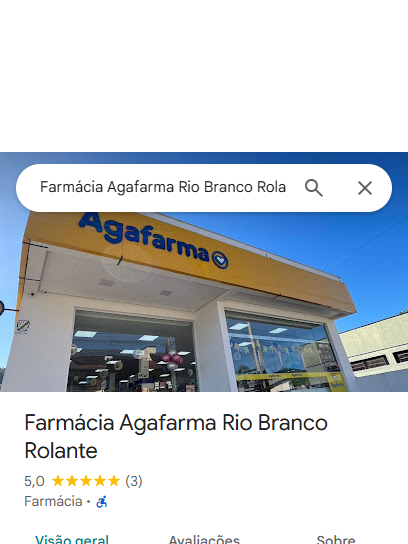 Farmácia Agafarma Rio Branco Rola
Agafarma
Farmácia Agafarma Rio Branco
Rolante
5,0 (3)
Farmácia ·
Visão geral Avaliações Sobre